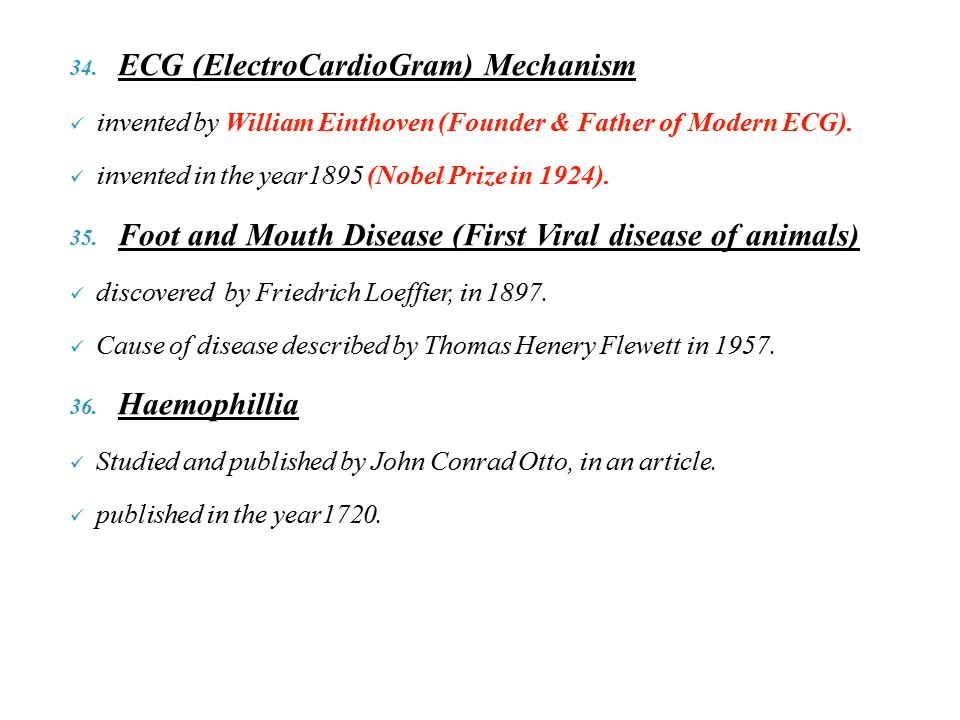 34. ECG (ElectroCardioGram) Mechanism
✓ invented by William Einthoven (Founder & Father of Modern ECG).
✓ invented in the year1895 (Nobel Prize in 1924).
35. Foot and Mouth Disease (First Viral disease of animals)
✓ discovered by Friedrich Loeffier, in 1897.
✓ Cause of disease described by Thomas Henery Flewett in 1957.
36. Haemophillia
✓ Studied and published by John Conrad Otto, in an article.
✓ published in the year1720.